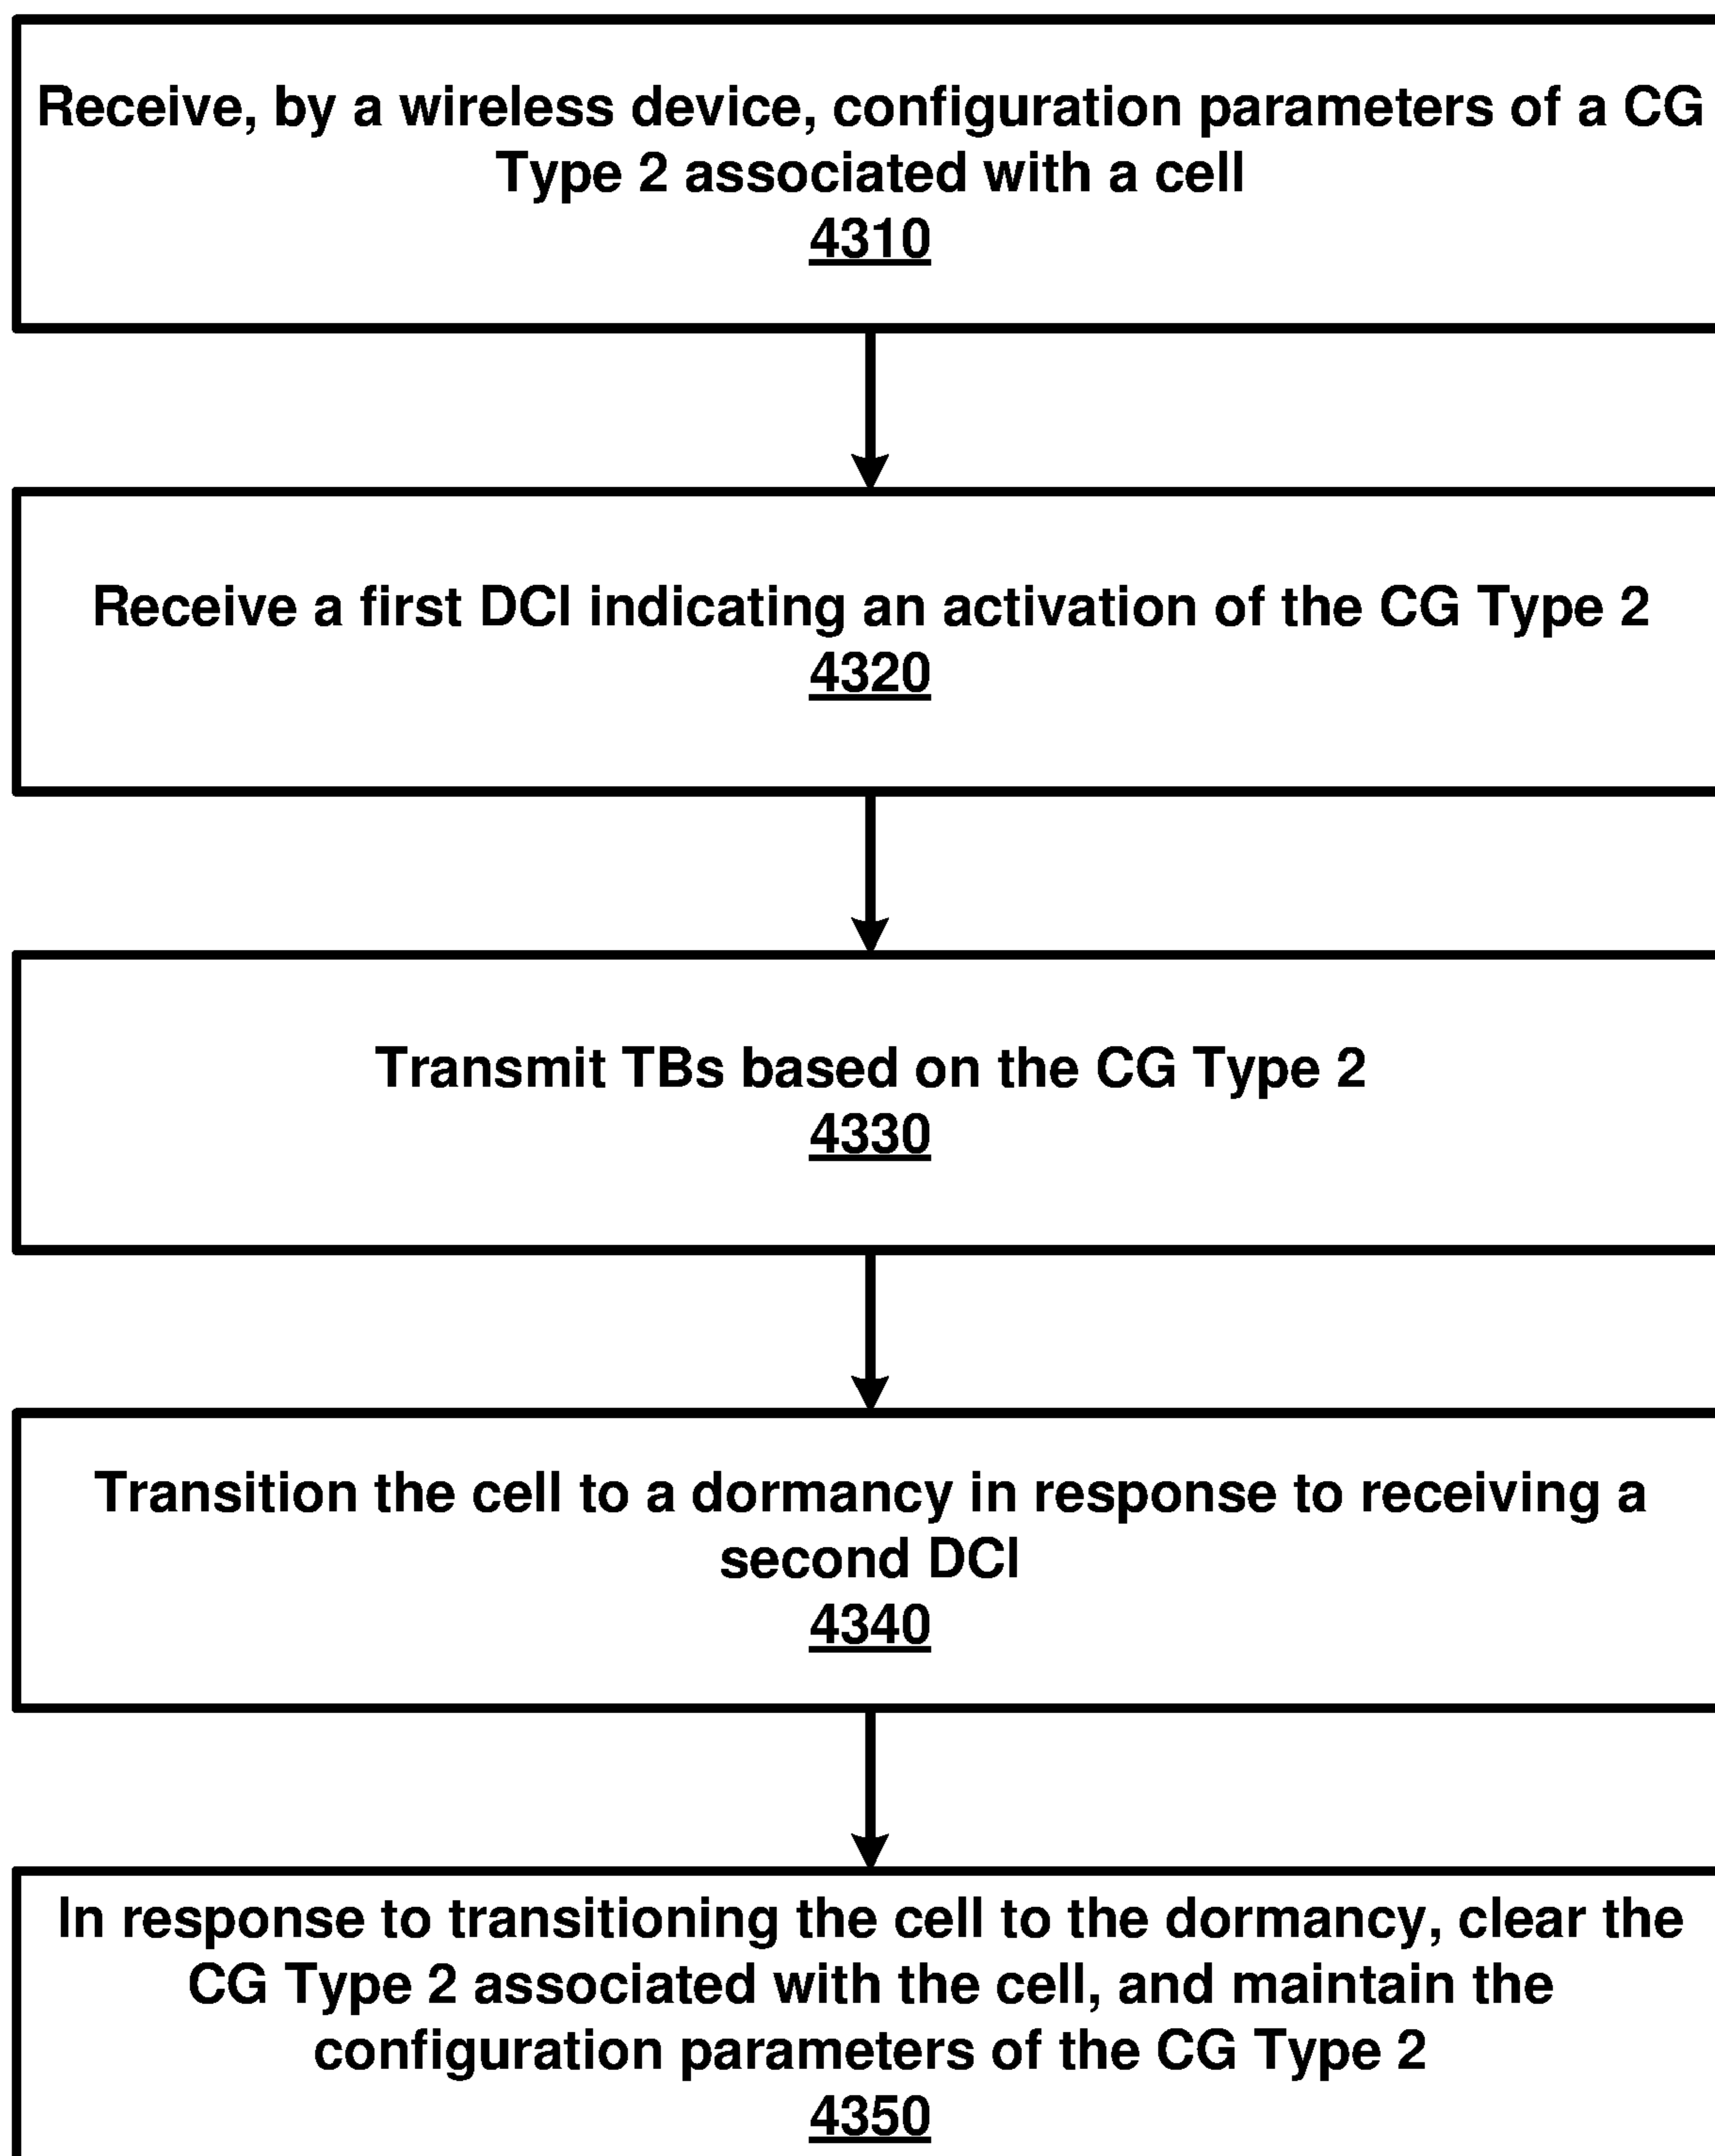 Receive, by a wireless device, configuration parameters of a CG
Type 2 associated with a cell
4310
Receive a first DCI indicating an activation of the CG Type 2
4320
Transmit TBs based on the CG Type 2
4330
Transition the cell to a dormancy in response to receiving a
second DCI
4340
In response to transitioning the cell to the dormancy, clear the
CG Type 2 associated with the cell, and maintain the
configuration parameters of the CG Type 2
4350